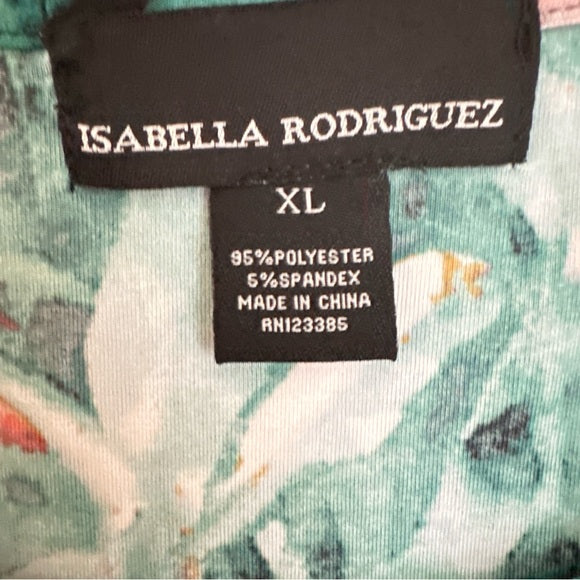 ISABELLA RODRIGUEZ
XL
95%POLYESTER
5%SPANDEX
MADE IN CHINA
RN123385